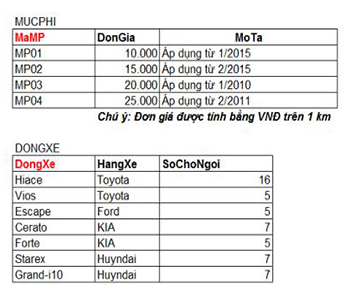 MUCPHI
MaMP DonGia MoTa
MP01 10.000 Áp dụng từ 1/2015
MP02 15.000 Áp dụng từ 2/2015
MP03 20.000 Áp dụng từ 1/2010
MP04 25.000 Áp dụng từ 2/2011
Chú ý: Đơn giá được tính bằng VNĐ trên 1 km
DONGXE
DongXe HangXe SoChoNgoi
Hiace Toyota 16
Vios Toyota 5
Escape Ford 5
Cerato KIA 7
Forte KIA 5
Starex Huyndai 7
Grand-i10 Huyndai 7